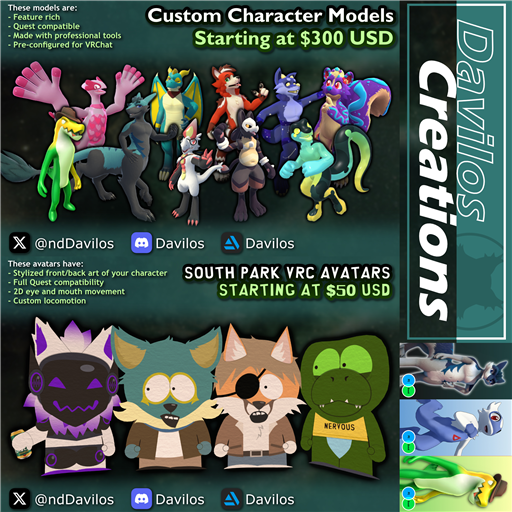 These models are:
- Feature rich
- Quest compatible
- Made with professional tools
- Pre-configured for VRChat
Custom Character Models
Starting at $300 USD
@ndDavilos
Davilos
Davilos
These avatars have:
- Stylized front/back art of your character
- Full Quest compatibility
- 2D eye and mouth movement
- Custom locomotion
SOUTH PARK VRC AVATARS
STARTING AT $50 USD
NERVOUS
@ndDavilos
Davilos
Davilos
Davilos
Creations